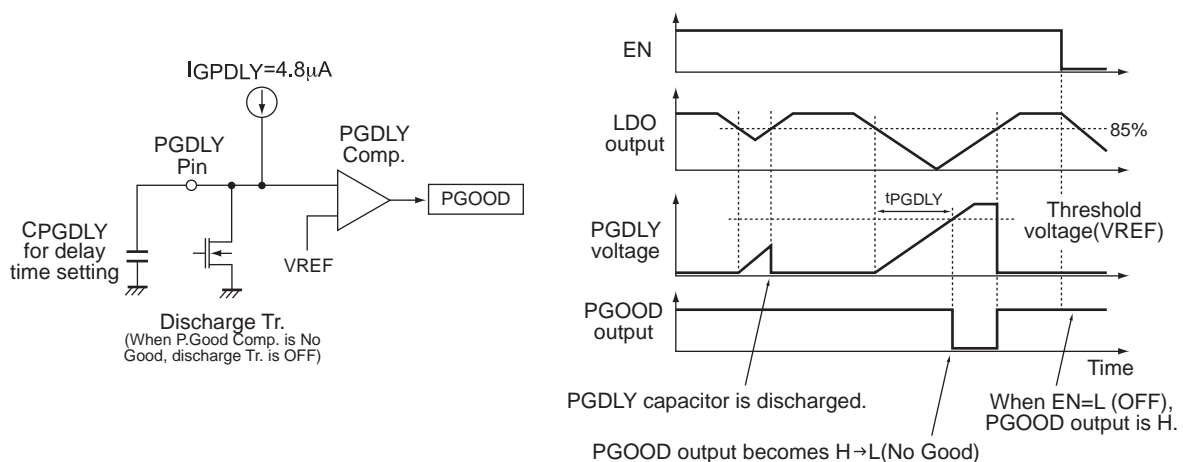 IGPDLY=4.8μA
PGDLY
Pin
PGDLY
Comp.
PGOOD
CPGDLY
for delay
time setting
VREF
Discharge Tr.
(When P.Good Comp. is No
Good, discharge Tr. is OFF)
EN
LDO
output
85%
tPGDLY
PGDLY
voltage
Threshold
voltage(VREF)
PGOOD
output
Time
PGDLY capacitor is discharged.
When EN=L (OFF),
PGOOD output is H.
PGOOD output becomes H→L(No Good)